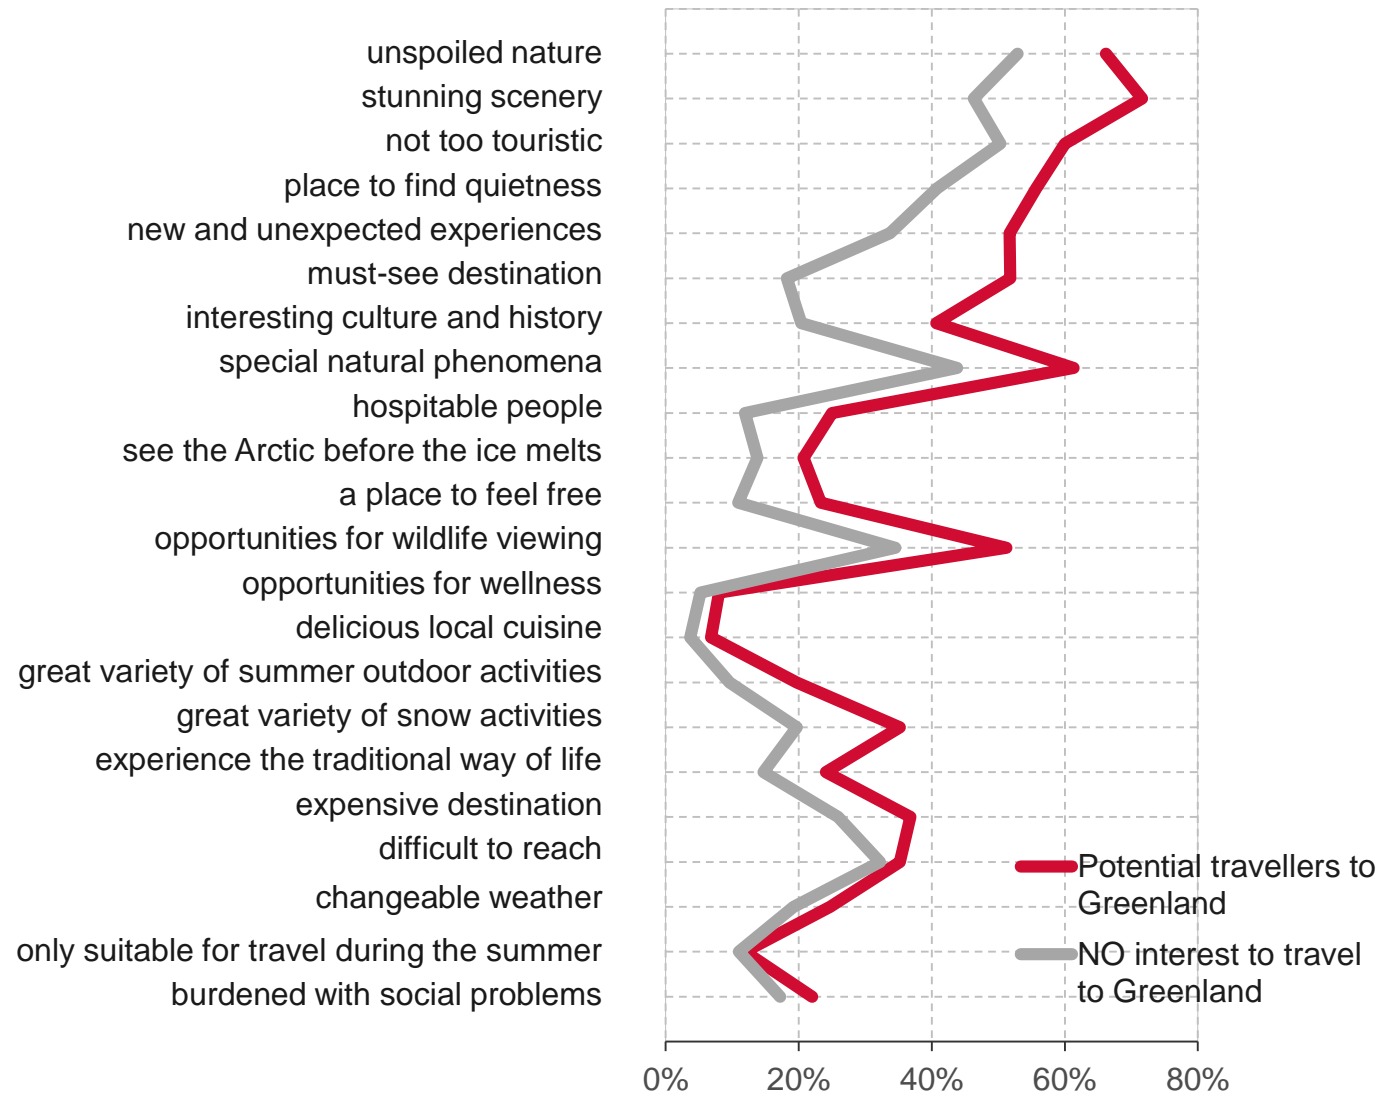 unspoiled nature
stunning scenery
not too touristic
place to find quietness
new and unexpected experiences
must-see destination
interesting culture and history
special natural phenomena
hospitable people
see the Arctic before the ice melts
a place to feel free
opportunities for wildlife viewing
opportunities for wellness
delicious local cuisine
great variety of summer outdoor activities
great variety of snow activities
experience the traditional way of life
expensive destination
difficult to reach
changeable weather
only suitable for travel during the summer
burdened with social problems
Potential travellers to
Greenland
NO interest to travel
to Greenland
0% 20% 40% 60% 80%